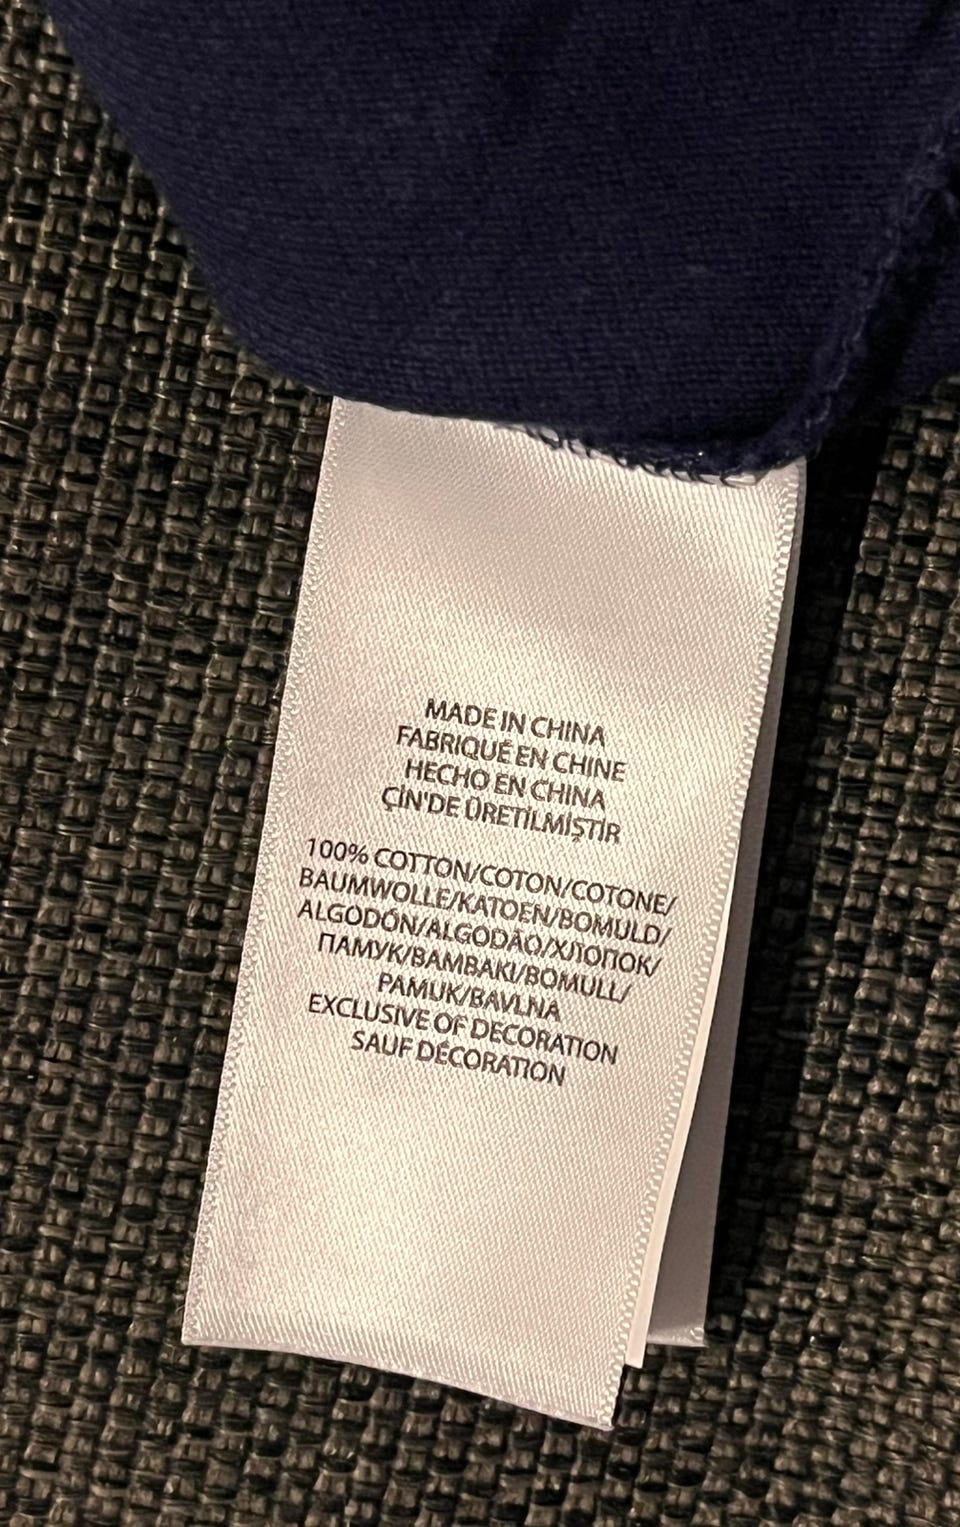 MADE IN CHINA
FABRIQUÉ EN CHINE
HECHO EN CHINA
ÇİN'DE ÜRETİLMİŞTİR
100% COTTON/COTON/COTONE/
BAUMWOLLE/KATOEN/BOMULD/
ALGODÓN/ALGODÃO/ХЛОПОК/
ПАМУК/BAMBAKI/BOMULL/
PAMUK/BAVLNA
EXCLUSIVE OF DECORATION
SAUF DÉCORATION